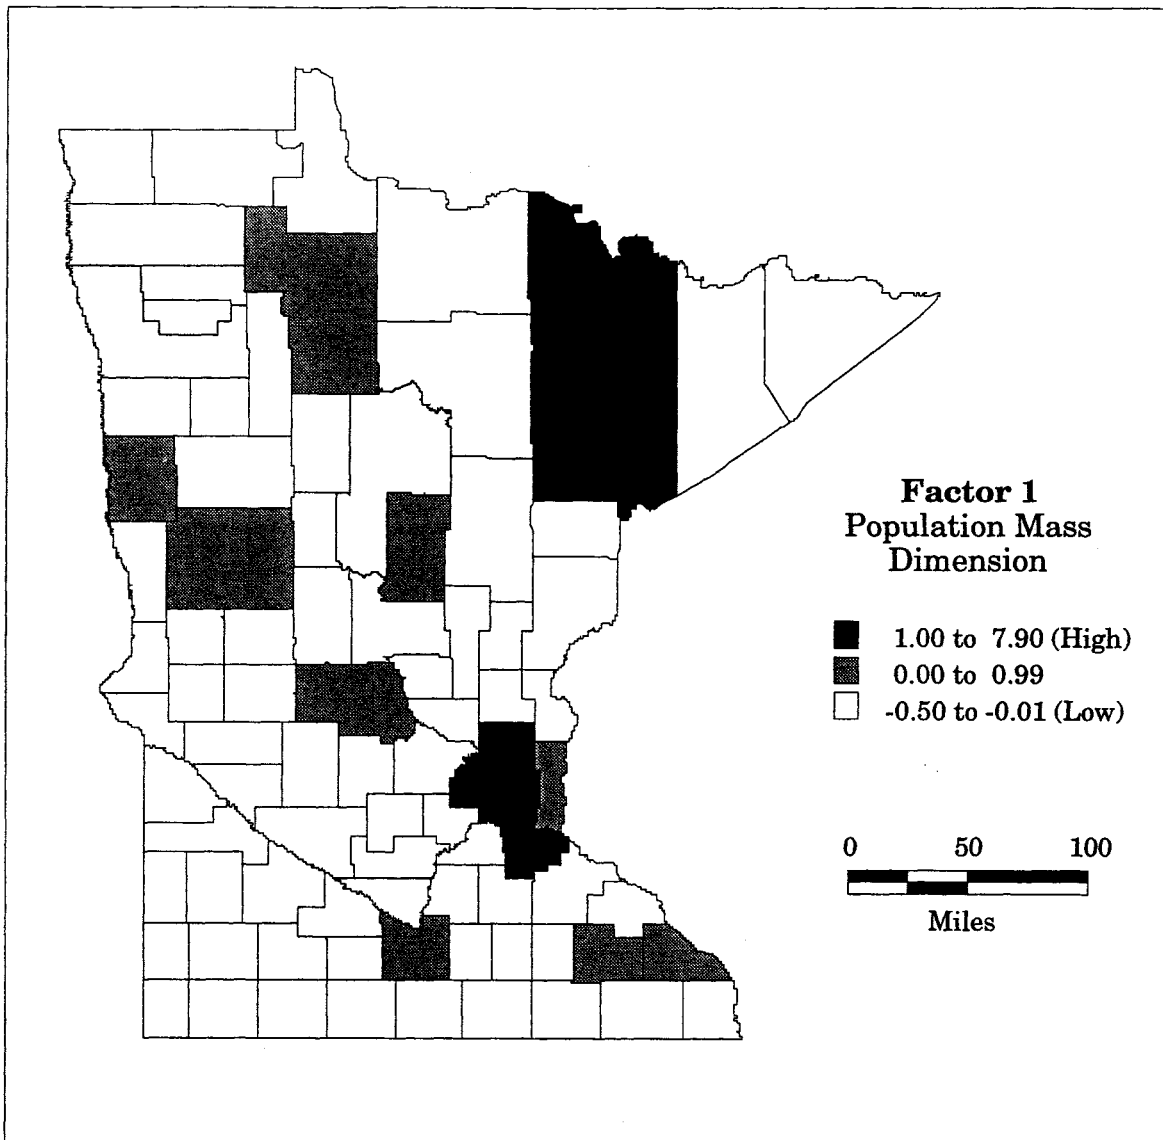 Factor 1
Population Mass
Dimension
1.00 to 7.90 (High)
0.00 to 0.99
-0.50 to -0.01 (Low)
0 50 100
Miles